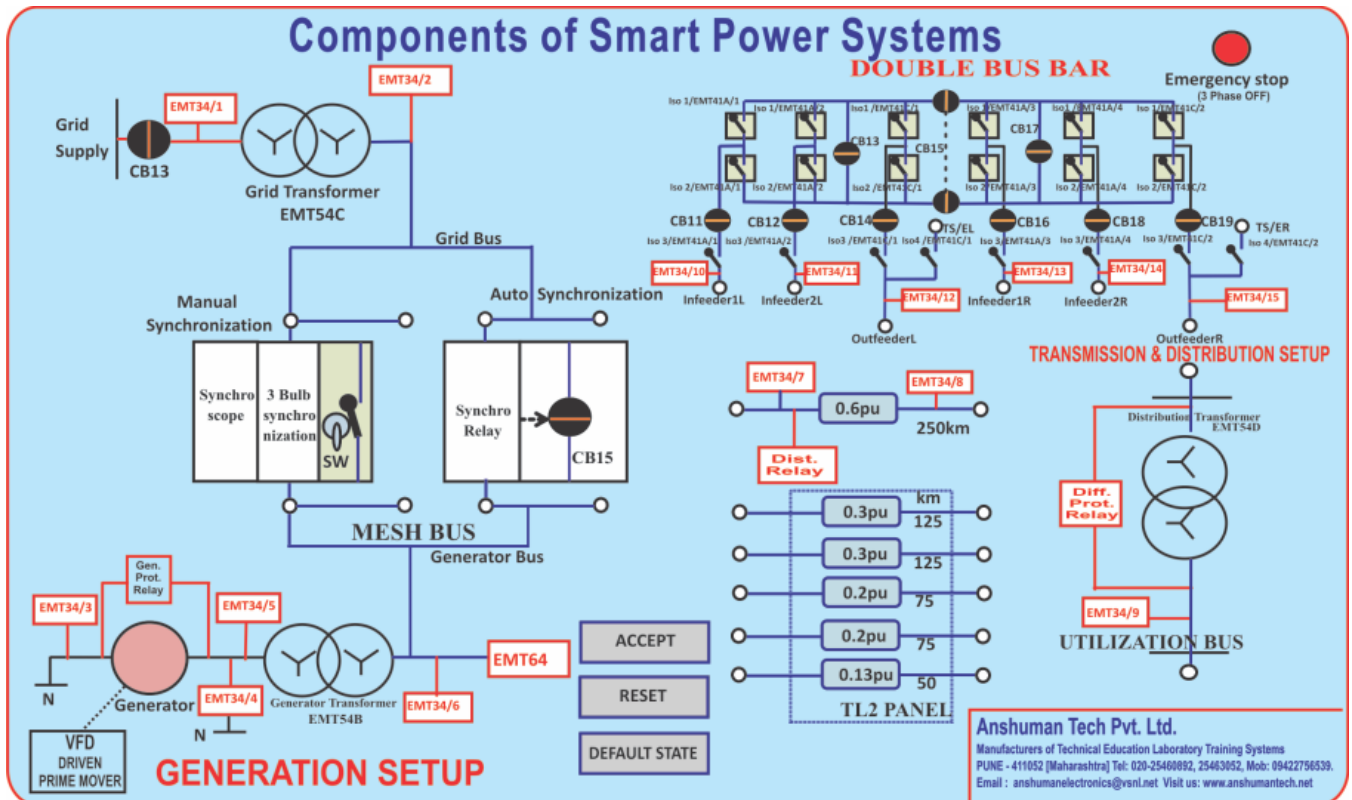 Components of Smart Power Systems
DOUBLE BUS BAR
Emergency stop
(3 Phase OFF)
EMT34/1
EMT34/2
Grid
Supply
CB13
Grid Transformer
EMT54C
Grid Bus
Manual
Synchronization
Auto Synchronization
Synchro
scope
3 Bulb
synchro
nization
SW
Synchro
Relay
CB15
MESH BUS
Generator Bus
Gen.
Prot.
Relay
EMT34/3
EMT34/5
EMT34/4
N
N
Generator
Generator Transformer
EMT54B
EMT34/6
EMT64
VFD
DRIVEN
PRIME MOVER
GENERATION SETUP
ACCEPT
RESET
DEFAULT STATE
Iso 1/EMT41A/1
Iso 1/EMT41A/2
Iso1 /EMT41C/1
Iso 1/EMT41A/3
Iso1 /EMT41A/4
Iso 1/EMT41C/2
CB13
CB15
CB17
Iso 2/EMT41A/1
Iso 2/EMT41A/2
Iso2 /EMT41C/1
Iso 2/EMT41A/3
Iso 2/EMT41A/4
Iso 2/EMT41C/2
CB11
CB12
CB14
TS/EL
CB16
CB18
CB19
TS/ER
Iso 3/EMT41A/1
Iso3 /EMT41A/2
Iso3 /EMT41C/1
Iso4 /EMT41C/1
Iso 3/EMT41A/3
Iso 3/EMT41A/4
Iso 3/EMT41C/2
Iso 4/EMT41C/2
EMT34/10
EMT34/11
EMT34/12
EMT34/13
EMT34/14
EMT34/15
Infeeder1L
Infeeder2L
OutfeederL
Infeeder1R
Infeeder2R
OutfeederR
TRANSMISSION & DISTRIBUTION SETUP
EMT34/7
EMT34/8
0.6pu
250km
Dist.
Relay
km
0.3pu
125
0.3pu
125
0.2pu
75
0.2pu
75
0.13pu
50
TL2 PANEL
Distribution Transformer
EMT54D
Diff.
Prot.
Relay
EMT34/9
UTILIZATION BUS
Anshuman Tech Pvt. Ltd.
Manufacturers of Technical Education Laboratory Training Systems
PUNE - 411052 [Maharashtra] Tel: 020-25460892, 25463052, Mob: 09422756539.
Email : anshumanelectronics@vsnl.net Visit us: www.anshumantech.net